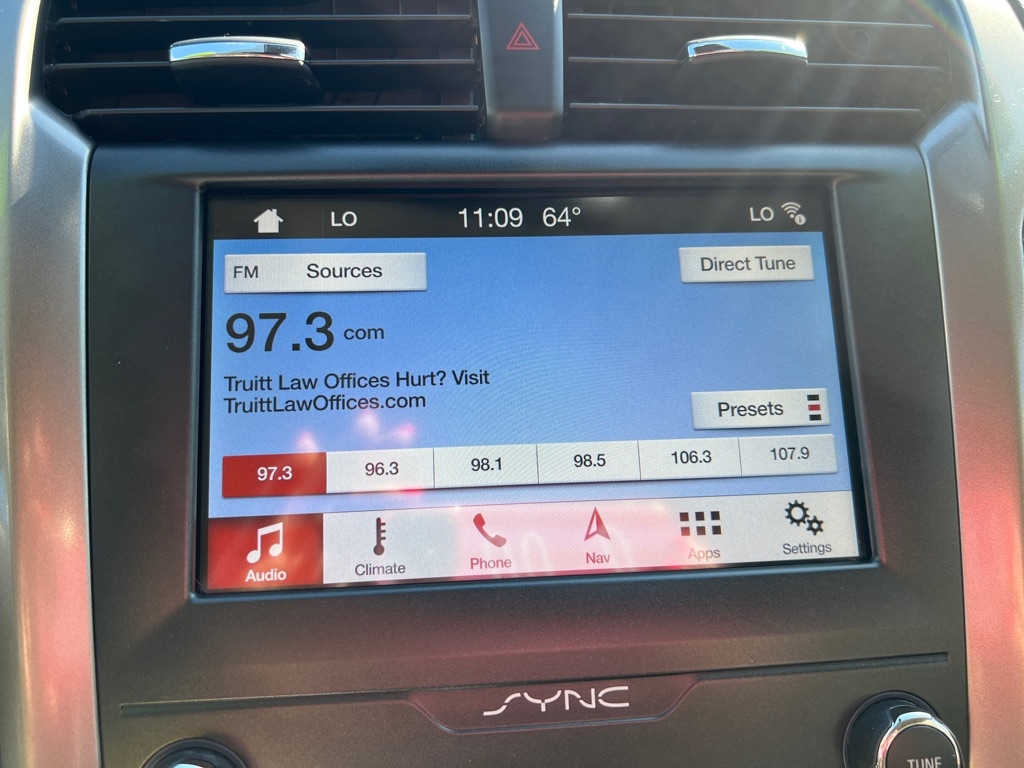 LO 11:09 64° LO
FM Sources Direct Tune
97.3 com
Truitt Law Offices Hurt? Visit
TruittLawOffices.com
Presets
97.3 96.3 98.1 98.5 106.3 107.9
Audio Climate Phone Nav Apps Settings
SYNC
TUNE